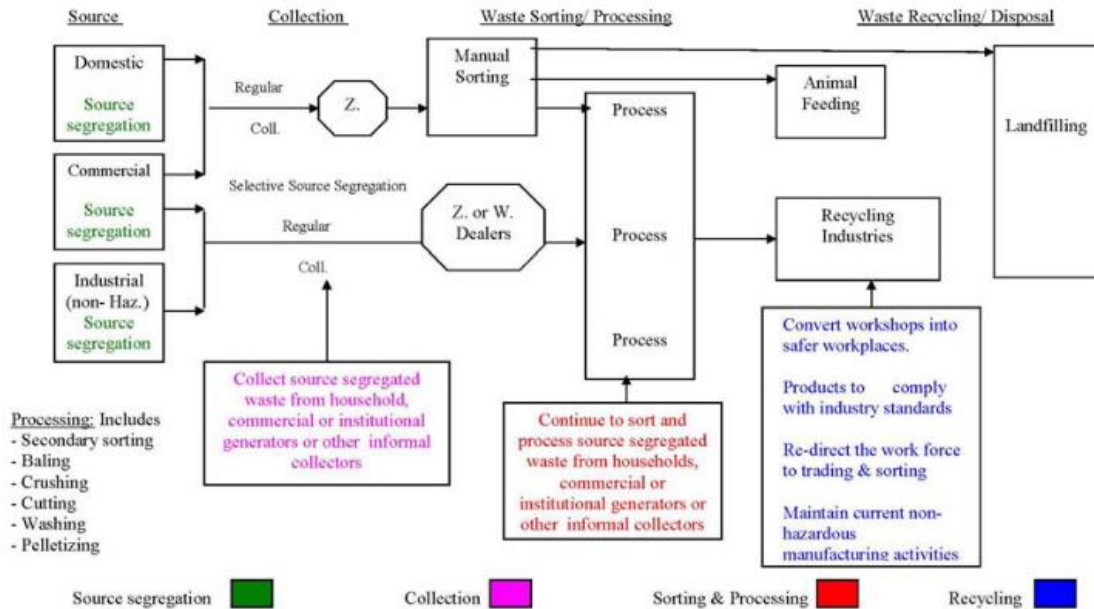 Source
Collection
Waste Sorting/ Processing
Waste Recycling/ Disposal
Domestic
Source
segregation
Commercial
Source
segregation
Industrial
(non- Haz.)
Source
segregation
Regular
Coll.
Z.
Selective Source Segregation
Regular
Coll.
Manual
Sorting
Z. or W.
Dealers
Process
Process
Process
Animal
Feeding
Recycling
Industries
Landfilling
Collect source segregated
waste from household,
commercial or institutional
generators or other informal
collectors
Continue to sort and
process source segregated
waste from households,
commercial or
institutional generators or
other informal collectors
Convert workshops into
safer workplaces.
Products to comply
with industry standards
Re-direct the work force
to trading & sorting
Maintain current non-
hazardous
manufacturing activities
Processing: Includes
- Secondary sorting
- Baling
- Crushing
- Cutting
- Washing
- Pelletizing
Source segregation
Collection
Sorting & Processing
Recycling